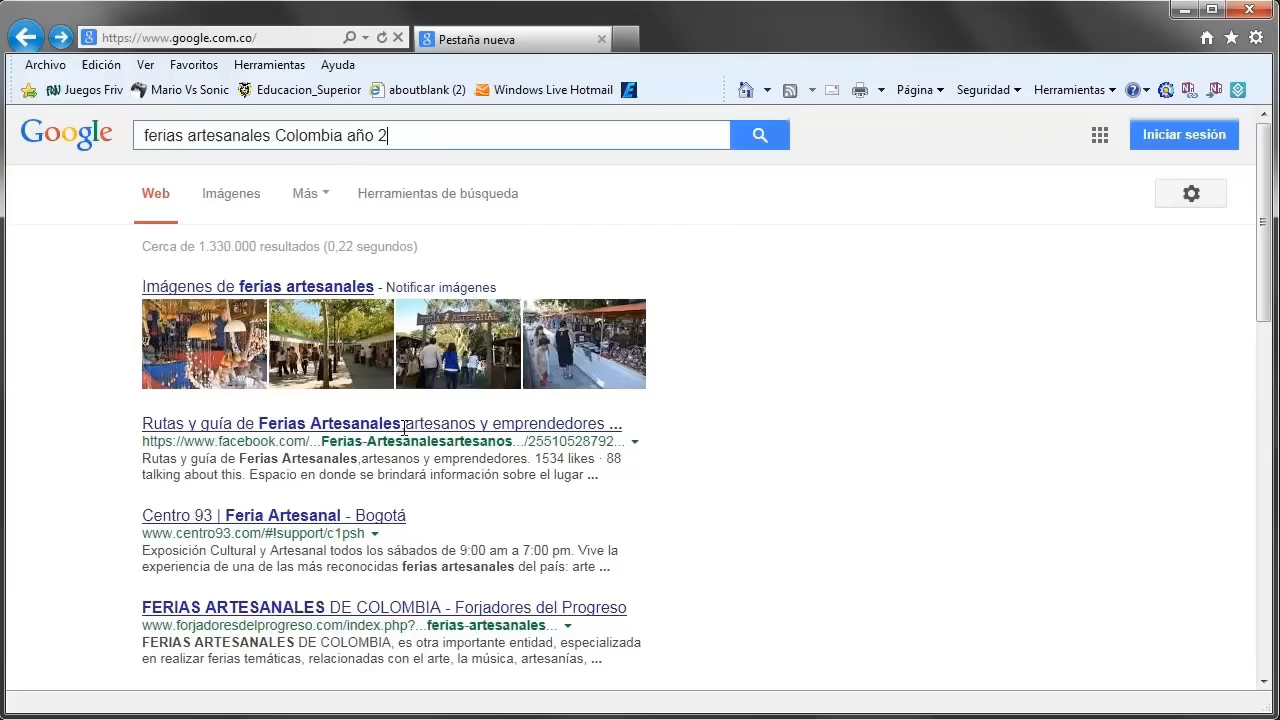 https://www.google.com.co/
Pestaña nueva
Archivo Edición Ver Favoritos Herramientas Ayuda
Juegos Friv Mario Vs Sonic Educacion_Superior aboutblank (2) Windows Live Hotmail Página Seguridad Herramientas
Google ferias artesanales Colombia año 2 Iniciar sesión
Web Imágenes Más Herramientas de búsqueda
Cerca de 1.330.000 resultados (0,22 segundos)
Imágenes de ferias artesanales - Notificar imágenes
FERIA ARTESANAL
Rutas y guía de Ferias Artesanales,artesanos y emprendedores ...
https://www.facebook.com/...Ferias-Artesanalesartesanos.../25510528792...
Rutas y guía de Ferias Artesanales,artesanos y emprendedores. 1534 likes · 88
talking about this. Espacio en donde se brindará información sobre el lugar ...
Centro 93 | Feria Artesanal - Bogotá
www.centro93.com/#!support/c1psh
Exposición Cultural y Artesanal todos los sábados de 9:00 am a 7:00 pm. Vive la
experiencia de una de las más reconocidas ferias artesanales del país: arte ...
FERIAS ARTESANALES DE COLOMBIA - Forjadores del Progreso
www.forjadoresdelprogreso.com/index.php?...ferias-artesanales...
FERIAS ARTESANALES DE COLOMBIA, es otra importante entidad, especializada
en realizar ferias temáticas, relacionadas con el arte, la música, artesanías, ...